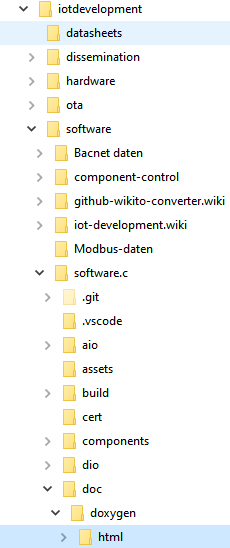 iotdevelopment
datasheets
dissemination
hardware
ota
software
Bacnet daten
component-control
github-wikito-converter.wiki
iot-development.wiki
Modbus-daten
software.c
.git
.vscode
aio
assets
build
cert
components
dio
doc
doxygen
html